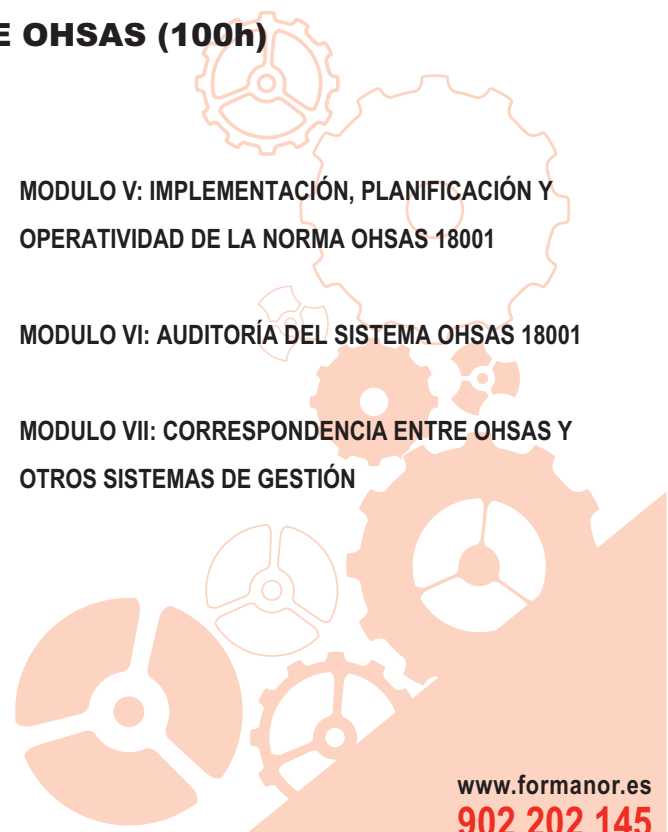 E OHSAS (100h)
MODULO V: IMPLEMENTACIÓN, PLANIFICACIÓN Y
OPERATIVIDAD DE LA NORMA OHSAS 18001
MODULO VI: AUDITORÍA DEL SISTEMA OHSAS 18001
MODULO VII: CORRESPONDENCIA ENTRE OHSAS Y
OTROS SISTEMAS DE GESTIÓN
www.formanor.es
902 202 145